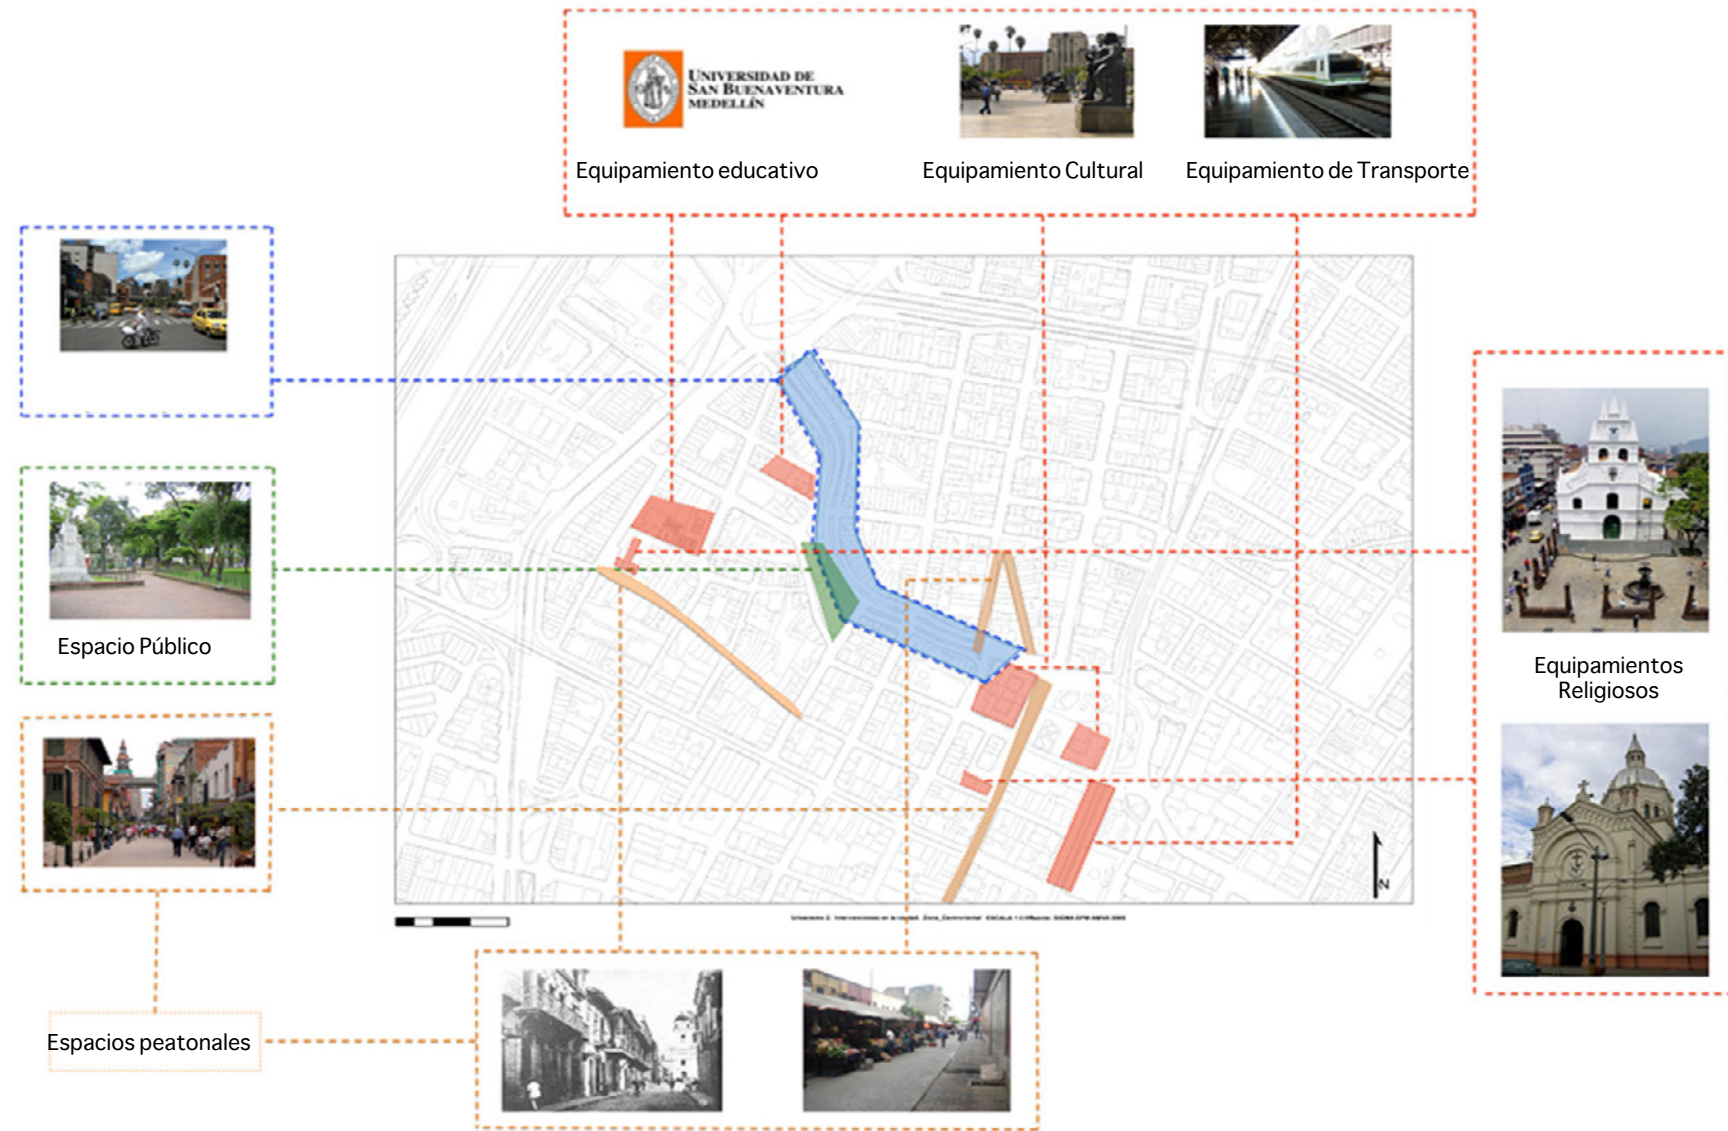 UNIVERSIDAD DE
SAN BUENAVENTURA
MEDELLÍN
Equipamiento educativo
Equipamiento Cultural
Equipamiento de Transporte
Espacio Público
Equipamientos
Religiosos
N
Espacios peatonales